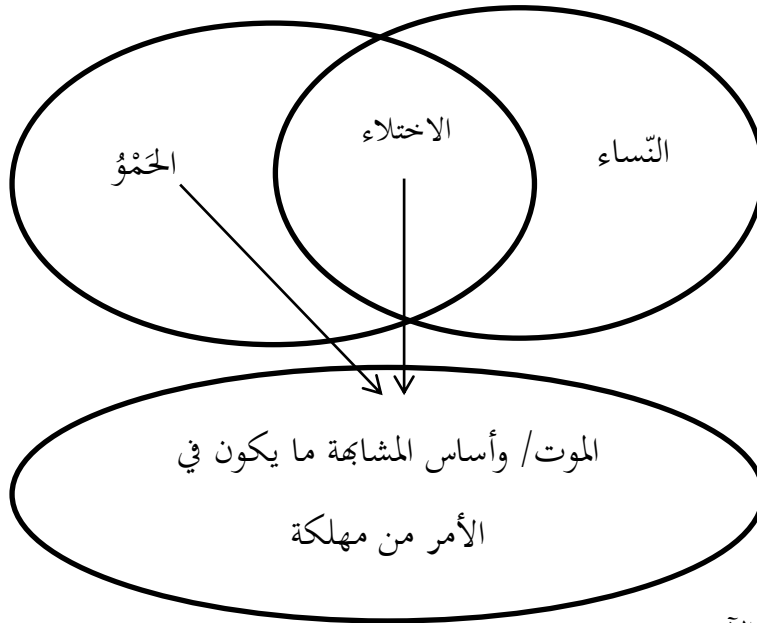 النّساء
الاختلاء
الحَمْوُ
الموت/ وأساس المشابهة ما يكون في
الأمر من مهلكة